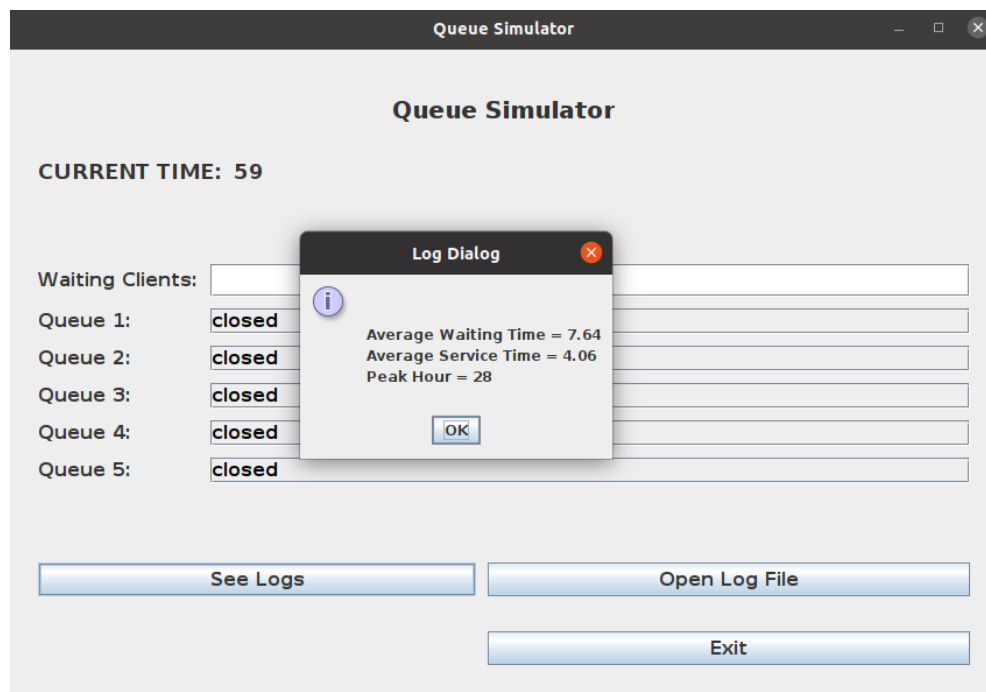 Queue Simulator
Queue Simulator
CURRENT TIME: 59
Log Dialog
i
Average Waiting Time = 7.64
Average Service Time = 4.06
Peak Hour = 28
OK
Waiting Clients:
Queue 1: closed
Queue 2: closed
Queue 3: closed
Queue 4: closed
Queue 5: closed
See Logs Open Log File
Exit